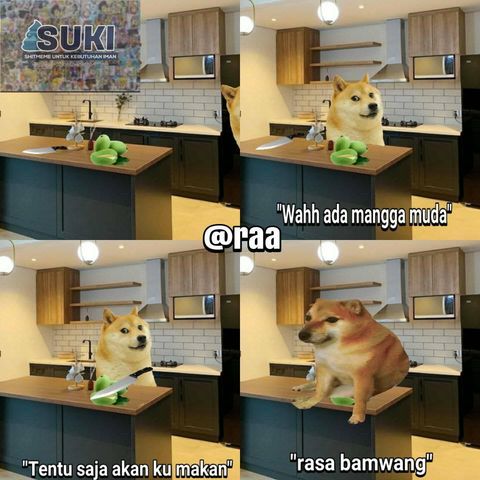 SUKI
SHITMEME UNTUK KEBUTUHAN IMAN
"Wahh ada mangga muda"
@raa
"Tentu saja akan ku makan"
"rasa bamwang"